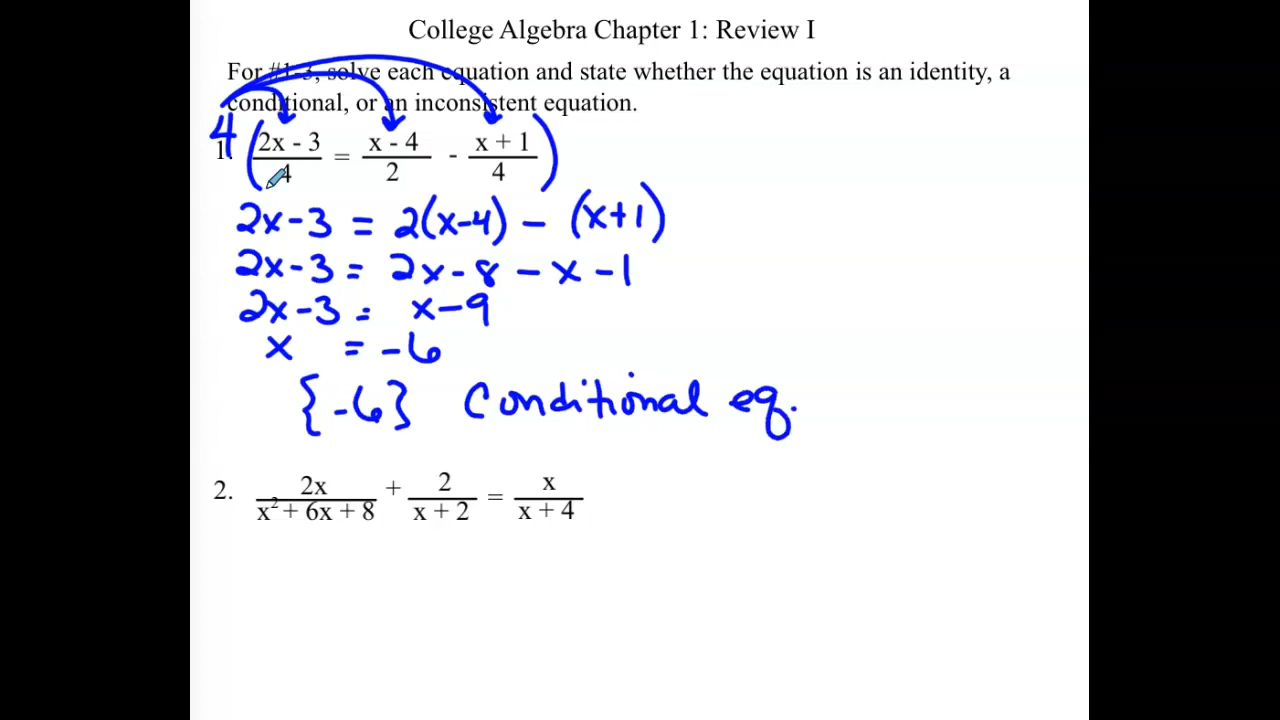 College Algebra Chapter 1: Review I
For #1-3, solve each equation and state whether the equation is an identity, a
conditional, or an inconsistent equation.
1. 4 ( (2x - 3)/4 = (x - 4)/2 - (x + 1)/4 )
2x-3 = 2(x-4) - (x+1)
2x-3 = 2x-8-x-1
2x-3 = x-9
x = -6
{-6} Conditional eq.
2. 2x/(x² + 6x + 8) + 2/(x + 2) = x/(x + 4)